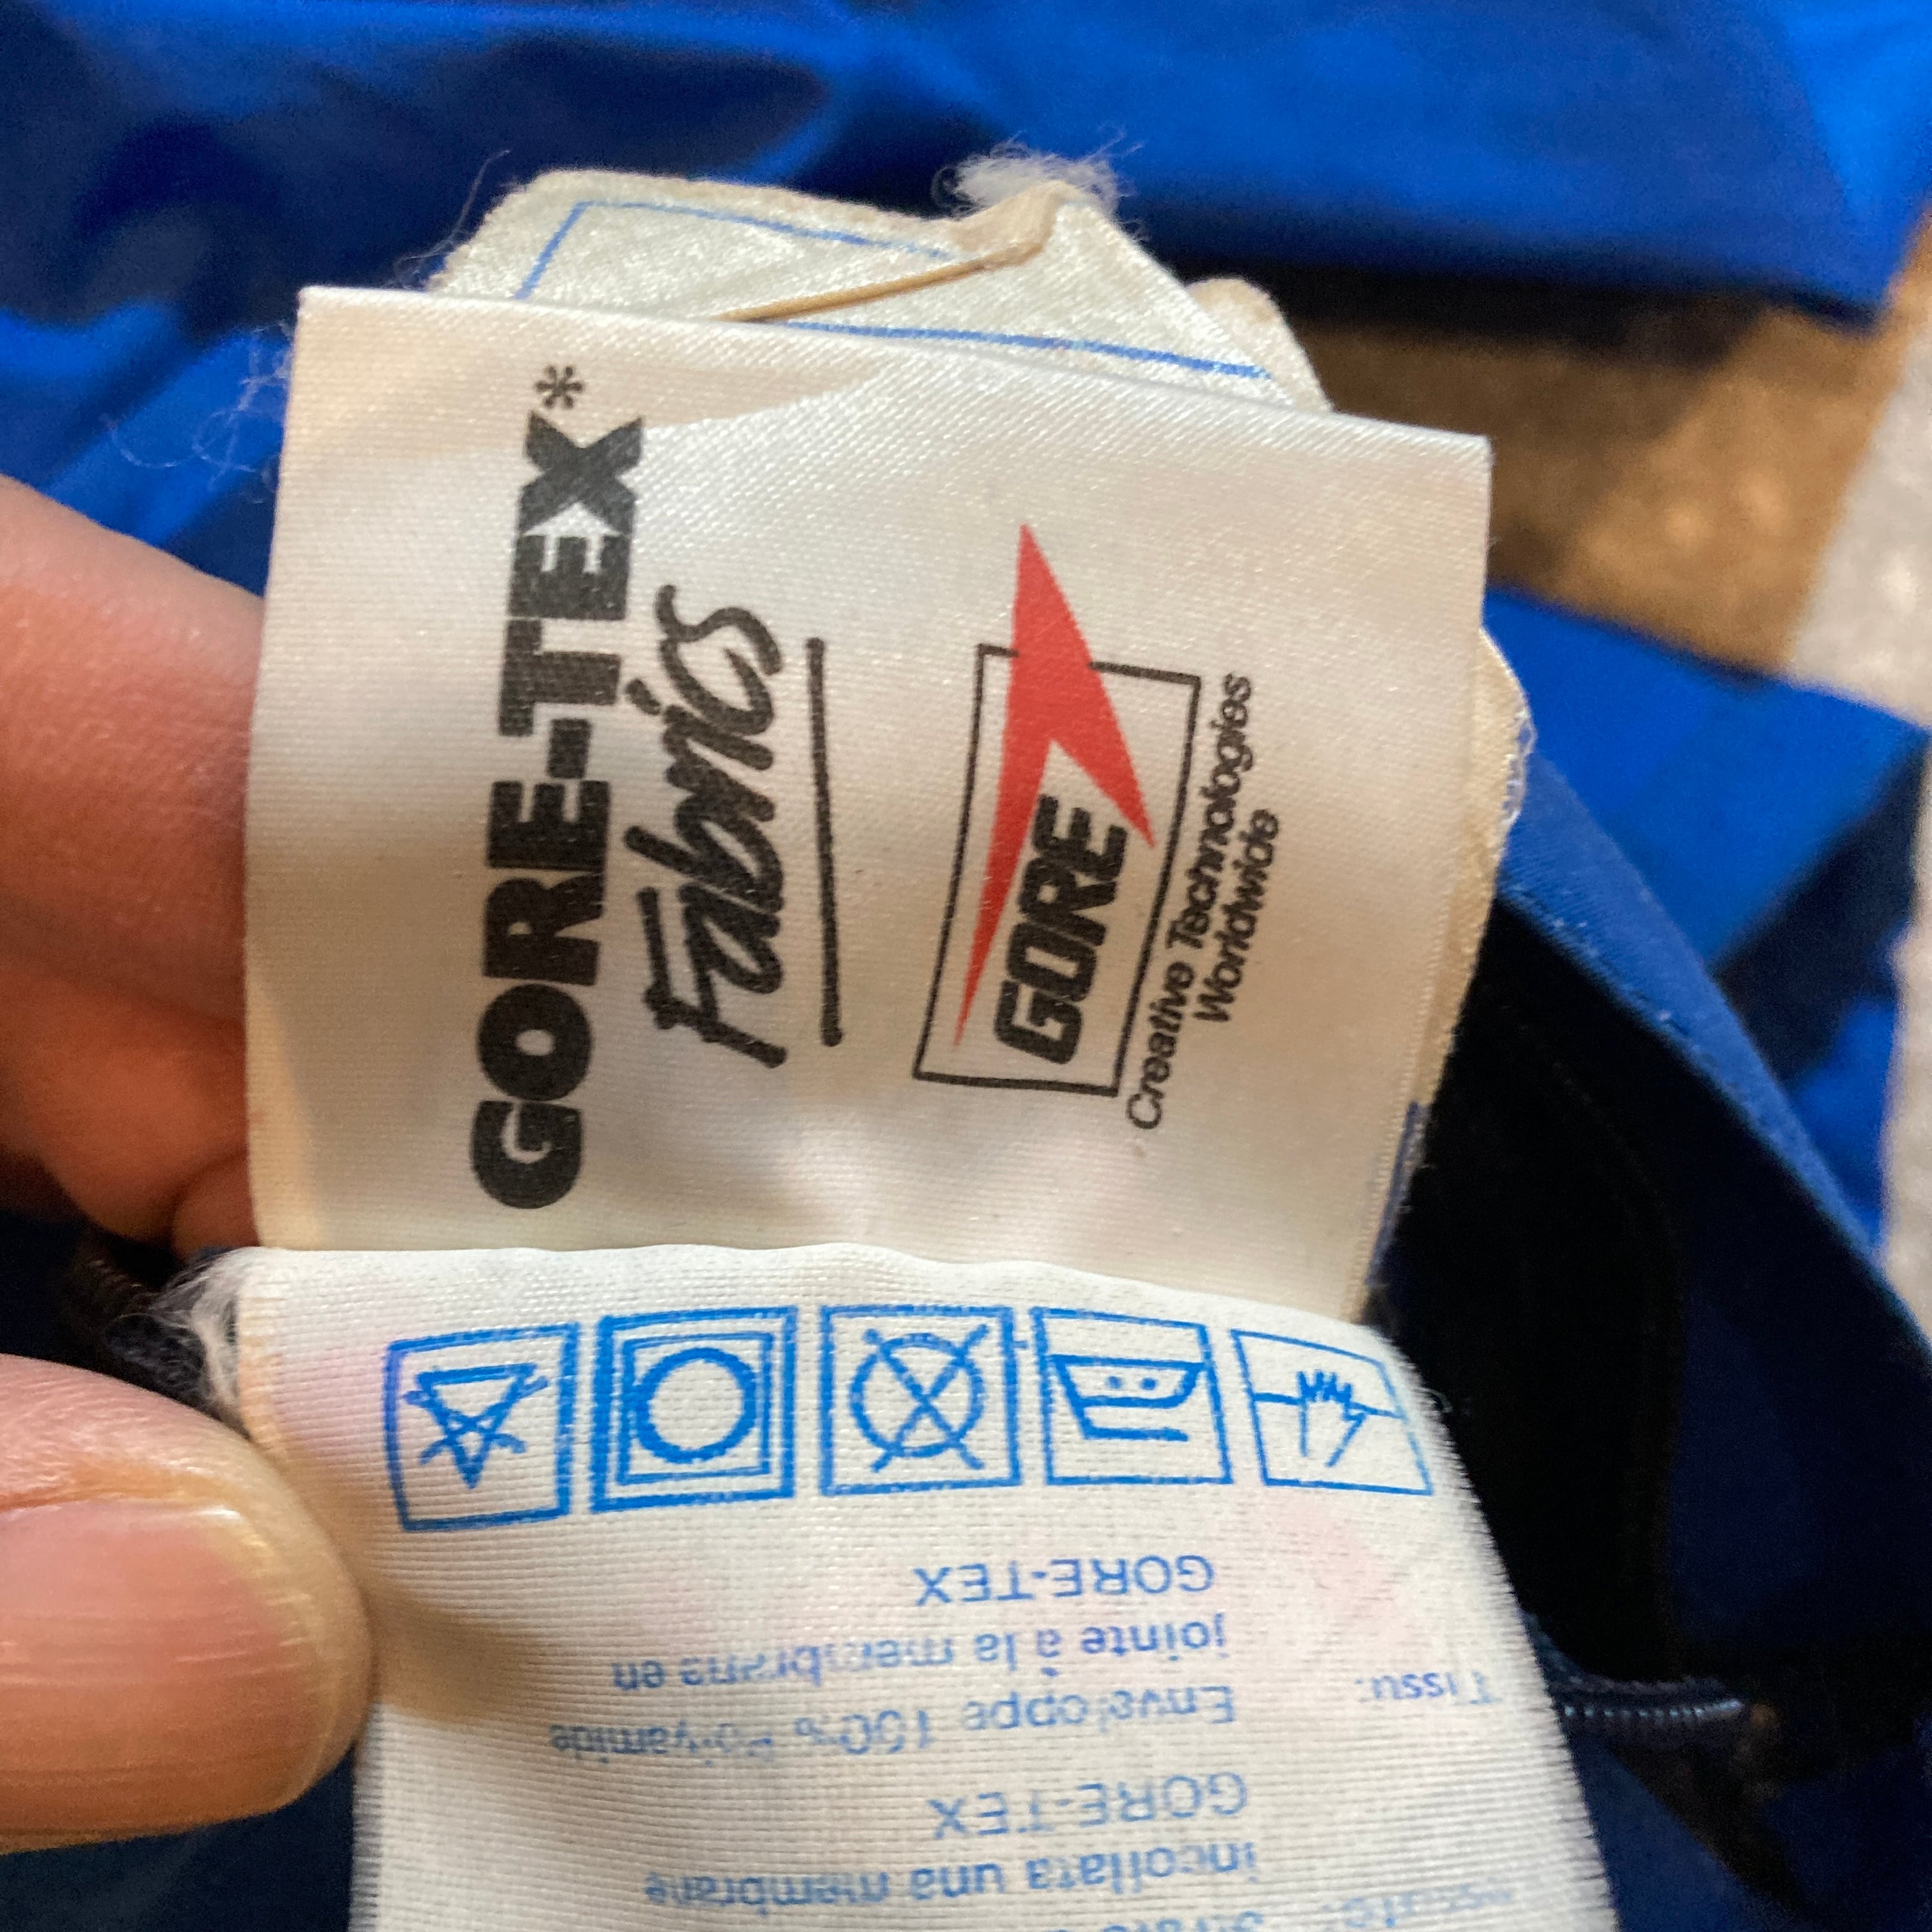 GORE-TEX*
Fabrics
GORE
Creative Technologies
Worldwide
incollata una membrane
GORE-TEX
Tissu: Enveloppe 100% Polyamide
jointe à la membrane en
GORE-TEX